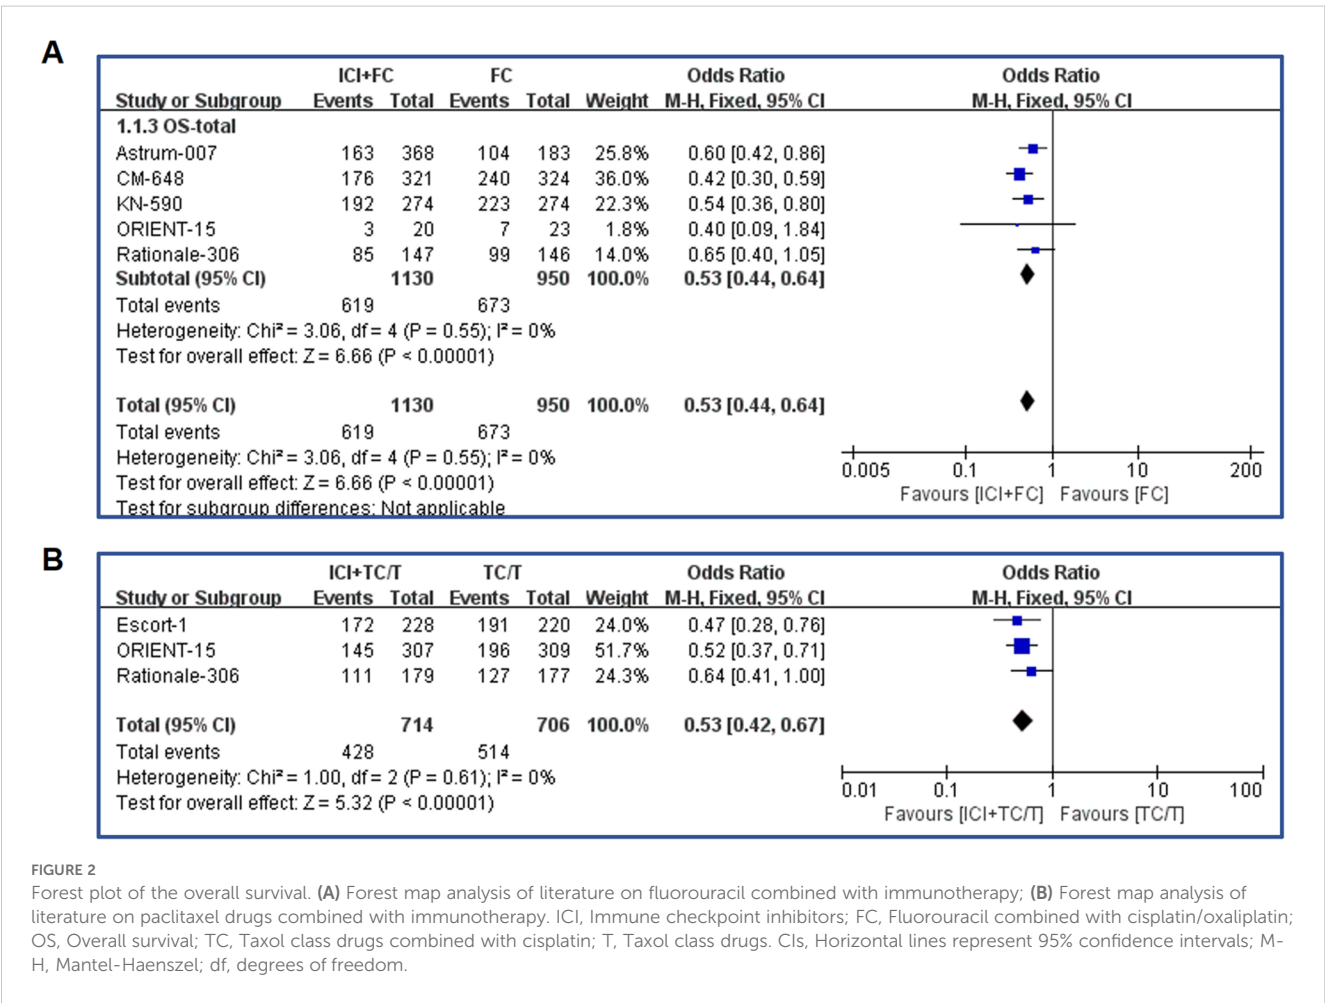 A
ICI+FC FC Odds Ratio Odds Ratio
Study or Subgroup Events Total Events Total Weight M-H, Fixed, 95% CI M-H, Fixed, 95% CI
1.1.3 OS-total
Astrum-007 163 368 104 183 25.8% 0.60 [0.42, 0.86]
CM-648 176 321 240 324 36.0% 0.42 [0.30, 0.59]
KN-590 192 274 223 274 22.3% 0.54 [0.36, 0.80]
ORIENT-15 3 20 7 23 1.8% 0.40 [0.09, 1.84]
Rationale-306 85 147 99 146 14.0% 0.65 [0.40, 1.05]
Subtotal (95% CI) 1130 950 100.0% 0.53 [0.44, 0.64]
Total events 619 673
Heterogeneity: Chi² = 3.06, df = 4 (P = 0.55); I² = 0%
Test for overall effect: Z = 6.66 (P < 0.00001)
Total (95% CI) 1130 950 100.0% 0.53 [0.44, 0.64]
Total events 619 673
Heterogeneity: Chi² = 3.06, df = 4 (P = 0.55); I² = 0%
Test for overall effect: Z = 6.66 (P < 0.00001)
Test for subgroup differences: Not applicable
0.005 0.1 1 10 200
Favours [ICI+FC] Favours [FC]
B
ICI+TC/T TC/T Odds Ratio Odds Ratio
Study or Subgroup Events Total Events Total Weight M-H, Fixed, 95% CI M-H, Fixed, 95% CI
Escort-1 172 228 191 220 24.0% 0.47 [0.28, 0.76]
ORIENT-15 145 307 196 309 51.7% 0.52 [0.37, 0.71]
Rationale-306 111 179 127 177 24.3% 0.64 [0.41, 1.00]
Total (95% CI) 714 706 100.0% 0.53 [0.42, 0.67]
Total events 428 514
Heterogeneity: Chi² = 1.00, df = 2 (P = 0.61); I² = 0%
Test for overall effect: Z = 5.32 (P < 0.00001)
0.01 0.1 1 10 100
Favours [ICI+TC/T] Favours [TC/T]
FIGURE 2
Forest plot of the overall survival. (A) Forest map analysis of literature on fluorouracil combined with immunotherapy; (B) Forest map analysis of
literature on paclitaxel drugs combined with immunotherapy. ICI, Immune checkpoint inhibitors; FC, Fluorouracil combined with cisplatin/oxaliplatin;
OS, Overall survival; TC, Taxol class drugs combined with cisplatin; T, Taxol class drugs. CIs, Horizontal lines represent 95% confidence intervals; M-
H, Mantel-Haenszel; df, degrees of freedom.